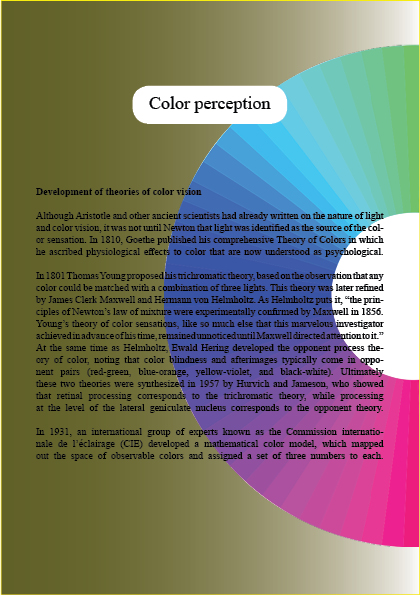 Color perception
Development of theories of color vision
Although Aristotle and other ancient scientists had already written on the nature of light
and color vision, it was not until Newton that light was identified as the source of the col-
or sensation. In 1810, Goethe published his comprehensive Theory of Colors in which
he ascribed physiological effects to color that are now understood as psychological.
In 1801 Thomas Young proposed his trichromatic theory, based on the observation that any
color could be matched with a combination of three lights. This theory was later refined
by James Clerk Maxwell and Hermann von Helmholtz. As Helmholtz puts it, “the prin-
ciples of Newton’s law of mixture were experimentally confirmed by Maxwell in 1856.
Young’s theory of color sensations, like so much else that this marvelous investigator
achieved in advance of his time, remained unnoticed until Maxwell directed attention to it.”
At the same time as Helmholtz, Ewald Hering developed the opponent process the-
ory of color, noting that color blindness and afterimages typically come in oppo-
nent pairs (red-green, blue-orange, yellow-violet, and black-white). Ultimately
these two theories were synthesized in 1957 by Hurvich and Jameson, who showed
that retinal processing corresponds to the trichromatic theory, while processing
at the level of the lateral geniculate nucleus corresponds to the opponent theory.
In 1931, an international group of experts known as the Commission internatio-
nale de l’éclairage (CIE) developed a mathematical color model, which mapped
out the space of observable colors and assigned a set of three numbers to each.